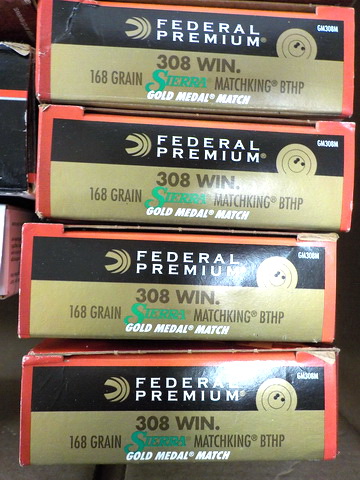 FEDERAL
PREMIUM®
GM308M
308 WIN.
168 GRAIN SIERRA MATCHKING® BTHP
GOLD MEDAL® MATCH
FEDERAL
PREMIUM®
GM308M
308 WIN.
168 GRAIN SIERRA MATCHKING® BTHP
GOLD MEDAL® MATCH
FEDERAL
PREMIUM®
GM308M
308 WIN.
168 GRAIN SIERRA MATCHKING® BTHP
GOLD MEDAL® MATCH
FEDERAL
PREMIUM®
GM308M
308 WIN.
168 GRAIN SIERRA MATCHKING® BTHP
GOLD MEDAL® MATCH